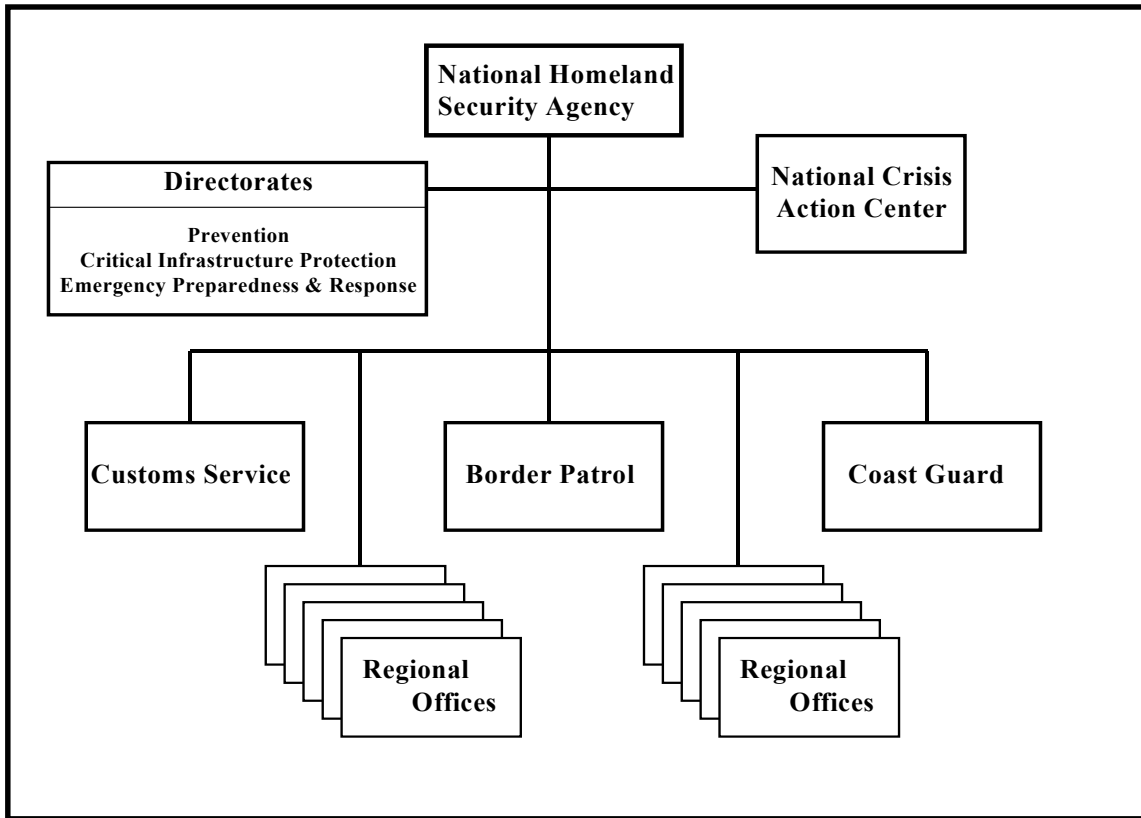 National Homeland
Security Agency
Directorates
Prevention
Critical Infrastructure Protection
Emergency Preparedness & Response
National Crisis
Action Center
Customs Service
Border Patrol
Coast Guard
Regional
Offices
Regional
Offices